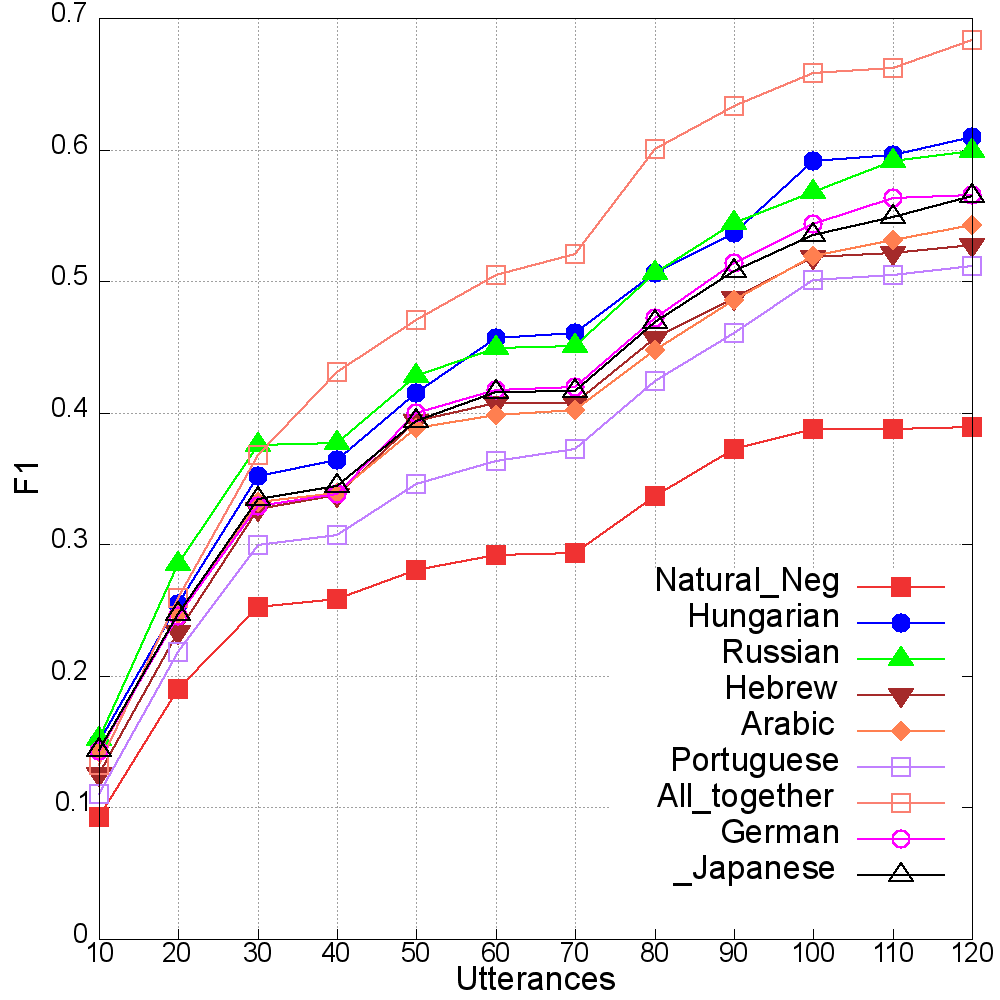 0.7
0.6
0.5
0.4
0.3
0.2
0.1
0
F1
Natural_Neg
Hungarian
Russian
Hebrew
Arabic
Portuguese
All_together
German
_Japanese
10 20 30 40 50 60 70 80 90 100 110 120
Utterances